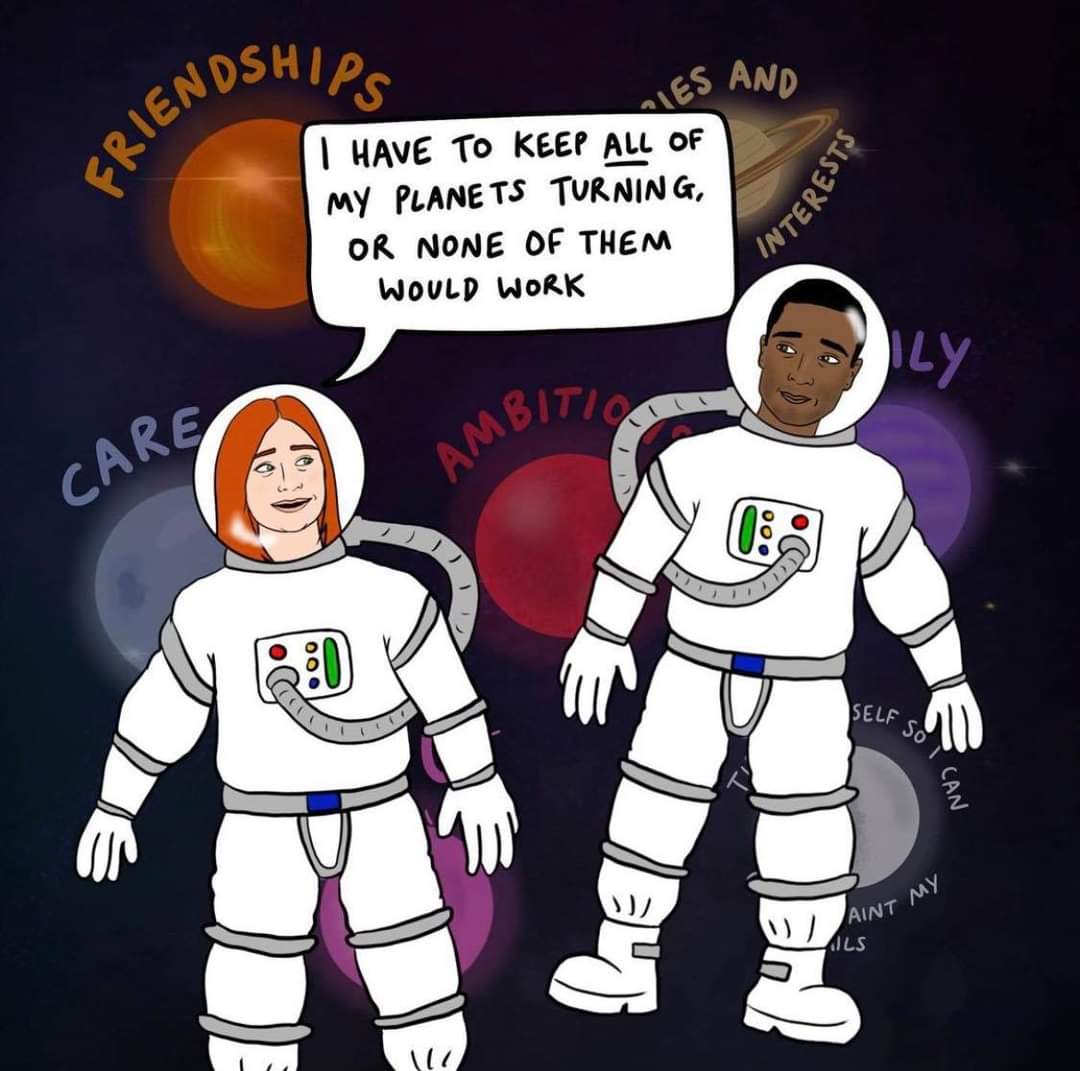 FRIENDSHIPS
AND
INTERESTS
I HAVE TO KEEP ALL OF
MY PLANETS TURNING,
OR NONE OF THEM
WOULD WORK
CARE
SELF SO I CAN
MY